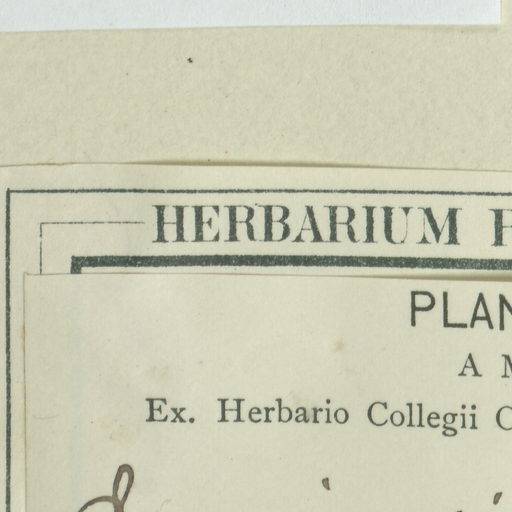 HERBARIUM
PLAN
A
Ex. Herbario Collegii